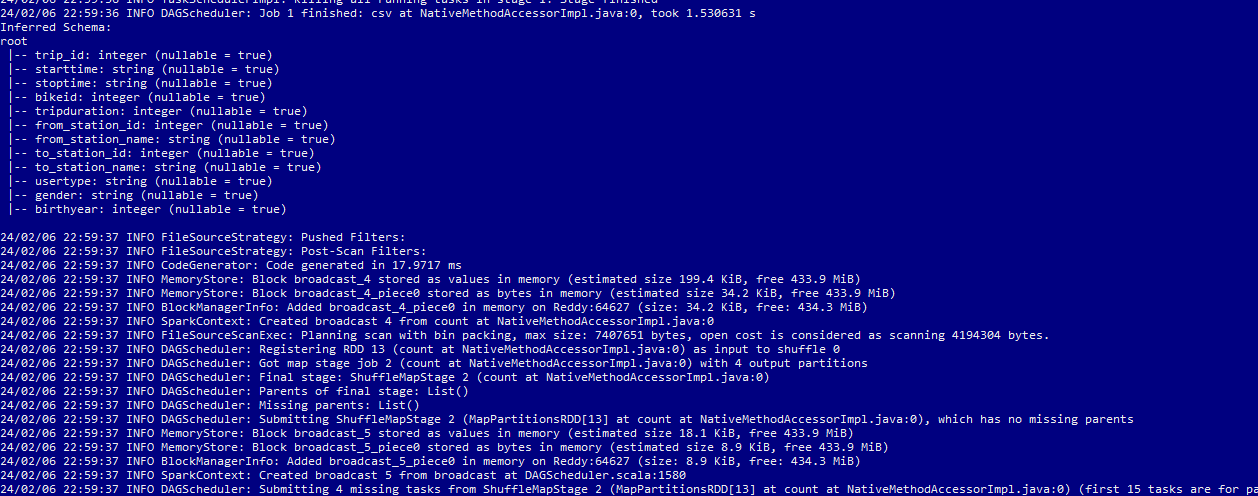 24/02/06 22:59:36 INFO TaskSchedulerImpl: Killing all running tasks in stage 1: Stage finished
24/02/06 22:59:36 INFO DAGScheduler: Job 1 finished: csv at NativeMethodAccessorImpl.java:0, took 1.530631 s
Inferred Schema:
root
 |-- trip_id: integer (nullable = true)
 |-- starttime: string (nullable = true)
 |-- stoptime: string (nullable = true)
 |-- bikeid: integer (nullable = true)
 |-- tripduration: integer (nullable = true)
 |-- from_station_id: integer (nullable = true)
 |-- from_station_name: string (nullable = true)
 |-- to_station_id: integer (nullable = true)
 |-- to_station_name: string (nullable = true)
 |-- usertype: string (nullable = true)
 |-- gender: string (nullable = true)
 |-- birthyear: integer (nullable = true)
24/02/06 22:59:37 INFO FileSourceStrategy: Pushed Filters:
24/02/06 22:59:37 INFO FileSourceStrategy: Post-Scan Filters:
24/02/06 22:59:37 INFO CodeGenerator: Code generated in 17.9717 ms
24/02/06 22:59:37 INFO MemoryStore: Block broadcast_4 stored as values in memory (estimated size 199.4 KiB, free 433.9 MiB)
24/02/06 22:59:37 INFO MemoryStore: Block broadcast_4_piece0 stored as bytes in memory (estimated size 34.2 KiB, free 433.9 MiB)
24/02/06 22:59:37 INFO BlockManagerInfo: Added broadcast_4_piece0 in memory on Reddy:64627 (size: 34.2 KiB, free: 434.3 MiB)
24/02/06 22:59:37 INFO SparkContext: Created broadcast 4 from count at NativeMethodAccessorImpl.java:0
24/02/06 22:59:37 INFO FileSourceScanExec: Planning scan with bin packing, max size: 7407651 bytes, open cost is considered as scanning 4194304 bytes.
24/02/06 22:59:37 INFO DAGScheduler: Registering RDD 13 (count at NativeMethodAccessorImpl.java:0) as input to shuffle 0
24/02/06 22:59:37 INFO DAGScheduler: Got map stage job 2 (count at NativeMethodAccessorImpl.java:0) with 4 output partitions
24/02/06 22:59:37 INFO DAGScheduler: Final stage: ShuffleMapStage 2 (count at NativeMethodAccessorImpl.java:0)
24/02/06 22:59:37 INFO DAGScheduler: Parents of final stage: List()
24/02/06 22:59:37 INFO DAGScheduler: Missing parents: List()
24/02/06 22:59:37 INFO DAGScheduler: Submitting ShuffleMapStage 2 (MapPartitionsRDD[13] at count at NativeMethodAccessorImpl.java:0), which has no missing parents
24/02/06 22:59:37 INFO MemoryStore: Block broadcast_5 stored as values in memory (estimated size 18.1 KiB, free 433.9 MiB)
24/02/06 22:59:37 INFO MemoryStore: Block broadcast_5_piece0 stored as bytes in memory (estimated size 8.9 KiB, free 433.9 MiB)
24/02/06 22:59:37 INFO BlockManagerInfo: Added broadcast_5_piece0 in memory on Reddy:64627 (size: 8.9 KiB, free: 434.3 MiB)
24/02/06 22:59:37 INFO SparkContext: Created broadcast 5 from broadcast at DAGScheduler.scala:1580
24/02/06 22:59:37 INFO DAGScheduler: Submitting 4 missing tasks from ShuffleMapStage 2 (MapPartitionsRDD[13] at count at NativeMethodAccessorImpl.java:0) (first 15 tasks are for